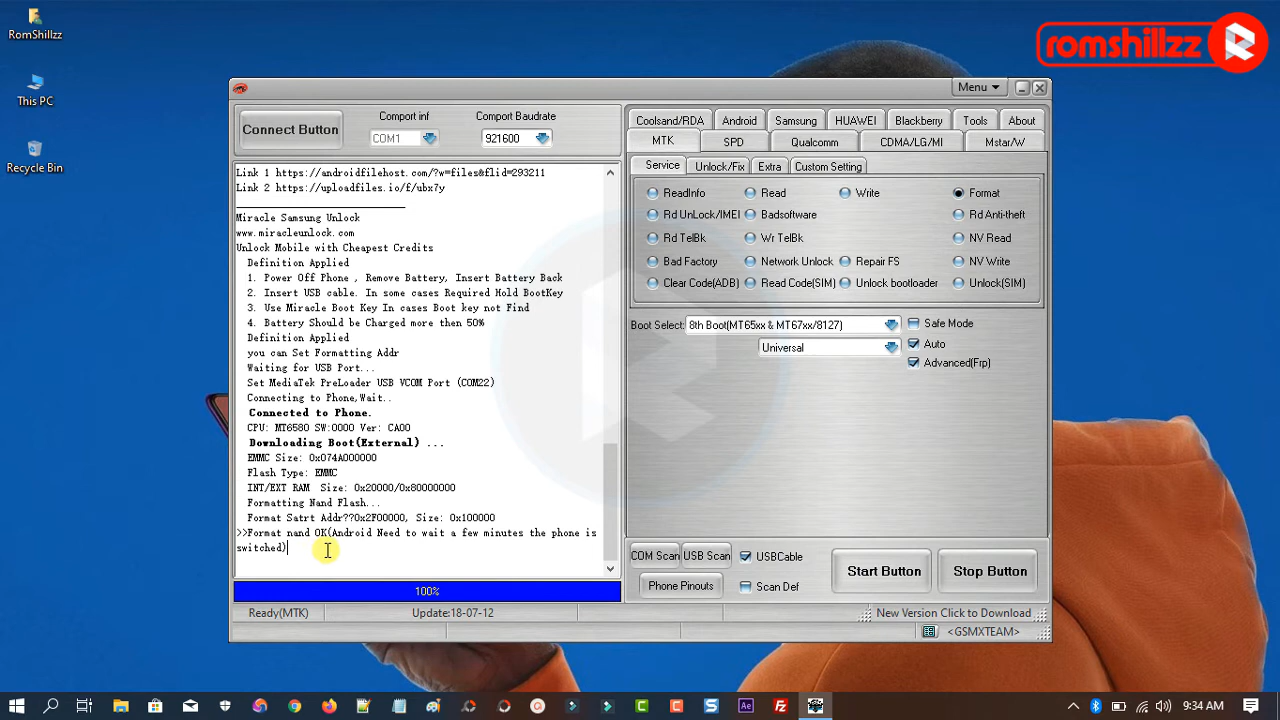 RomShillzz
This PC
Recycle Bin
romshillzz
Menu
Connect Button
Comport inf
COM1
Comport Baudrate
921600
Link 1 https://androidfilehost.com/?w=files&flid=293211
Link 2 https://uploadfiles.io/f/ubx7y
Miracle Samsung Unlock
www.miracleunlock.com
Unlock Mobile with Cheapest Credits
Definition Applied
1. Power Off Phone , Remove Battery, Insert Battery Back
2. Insert USB cable. In some cases Required Hold BootKey
3. Use Miracle Boot Key In cases Boot key not Find
4. Battery Should be Charged more then 50%
Definition Applied
you can Set Formatting Addr
Waiting for USB Port...
Set MediaTek PreLoader USB VCOM Port (COM22)
Connecting to Phone,Wait..
Connected to Phone.
CPU: MT6580 SW:0000 Ver: CA00
Downloading Boot(External) ...
EMMC Size: 0x074A000000
Flash Type: EMMC
INT/EXT RAM Size: 0x20000/0x80000000
Formatting Nand Flash...
Format Satrt Addr??0x2F00000, Size: 0x100000
>>Format nand OK(Android Need to wait a few minutes the phone is
switched)
100%
Ready(MTK)
Update:18-07-12
Coolsand/RDA Android Samsung HUAWEI Blackberry Tools About
MTK SPD Qualcomm CDMA/LG/MI Mstar/W
Service Unlock/Fix Extra Custom Setting
ReadInfo Read Write Format
Rd UnLock/IMEI Badsoftware Rd Anti-theft
Rd TelBk Wr TelBk NV Read
Bad Factory Network Unlock Repair FS NV Write
Clear Code(ADB) Read Code(SIM) Unlock bootloader Unlock(SIM)
Boot Select: 8th Boot(MT65xx & MT67xx/8127) Safe Mode
Universal Auto
Advanced(Frp)
COM Scan USB Scan USBCable
Phone Pinouts Scan Def
Start Button Stop Button
New Version Click to Download
<GSMXTEAM>
Ae
9:34 AM